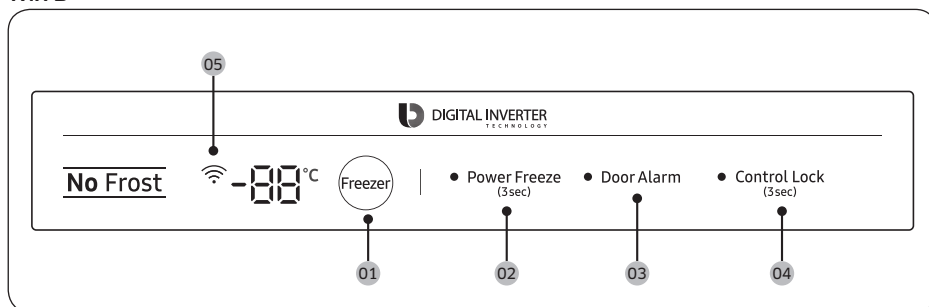 05
DIGITAL INVERTER
TECHNOLOGY
No Frost -88°C Freezer Power Freeze Door Alarm Control Lock
(3sec) (3sec)
01 02 03 04